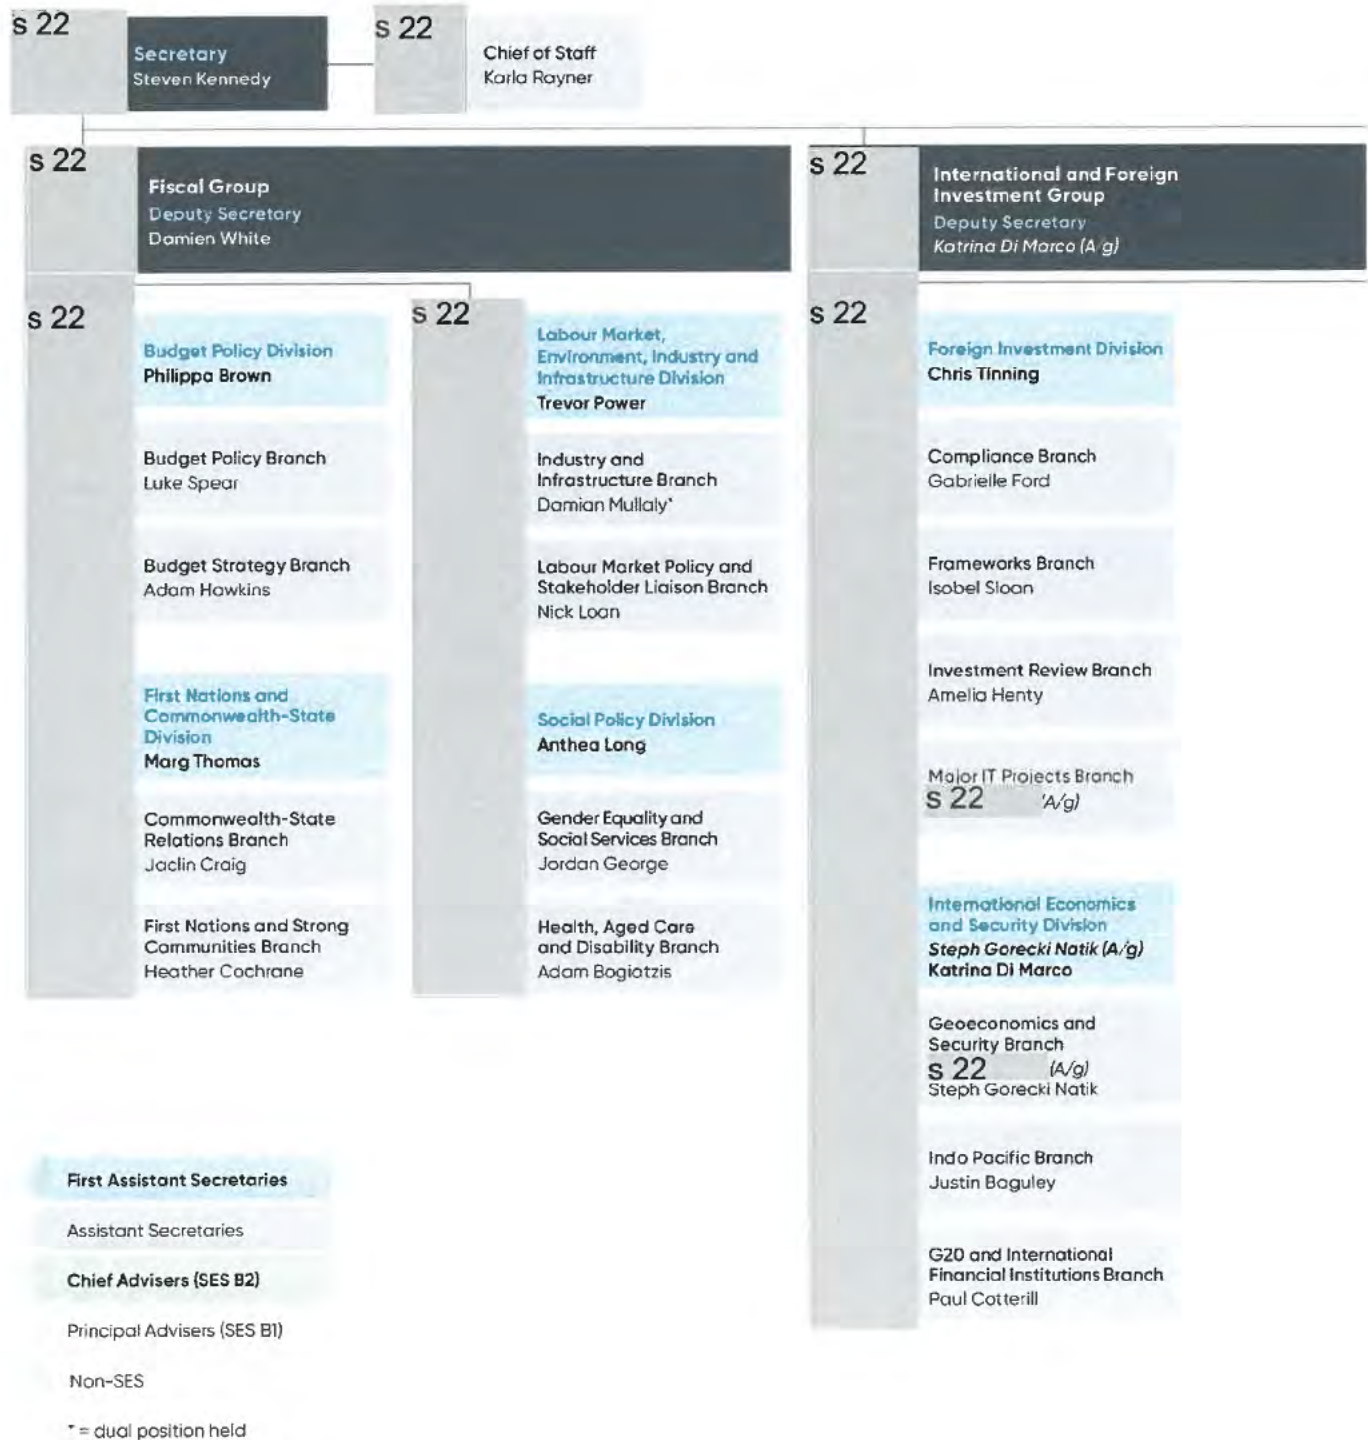 s 22
Secretary
Steven Kennedy
s 22
Chief of Staff
Karla Rayner
s 22
Fiscal Group
Deputy Secretary
Damien White
s 22
Budget Policy Division
Philippa Brown
Budget Policy Branch
Luke Spear
Budget Strategy Branch
Adam Hawkins
First Nations and
Commonwealth-State
Division
Marg Thomas
Commonwealth-State
Relations Branch
Jaclin Craig
First Nations and Strong
Communities Branch
Heather Cochrane
s 22
Labour Market,
Environment, Industry and
Infrastructure Division
Trevor Power
Industry and
Infrastructure Branch
Damian Mullaly*
Labour Market Policy and
Stakeholder Liaison Branch
Nick Loan
Social Policy Division
Anthea Long
Gender Equality and
Social Services Branch
Jordan George
Health, Aged Care
and Disability Branch
Adam Bogiatzis
s 22
International and Foreign
Investment Group
Deputy Secretary
Katrina Di Marco (A/g)
s 22
Foreign Investment Division
Chris Tinning
Compliance Branch
Gabrielle Ford
Frameworks Branch
Isobel Sloan
Investment Review Branch
Amelia Henty
Major IT Projects Branch
s 22 (A/g)
International Economics
and Security Division
Steph Gorecki Natik (A/g)
Katrina Di Marco
Geoeconomics and
Security Branch
s 22 (A/g)
Steph Gorecki Natik
Indo Pacific Branch
Justin Baguley
G20 and International
Financial Institutions Branch
Paul Cotterill
First Assistant Secretaries
Assistant Secretaries
Chief Advisers (SES B2)
Principal Advisers (SES B1)
Non-SES
* = dual position held